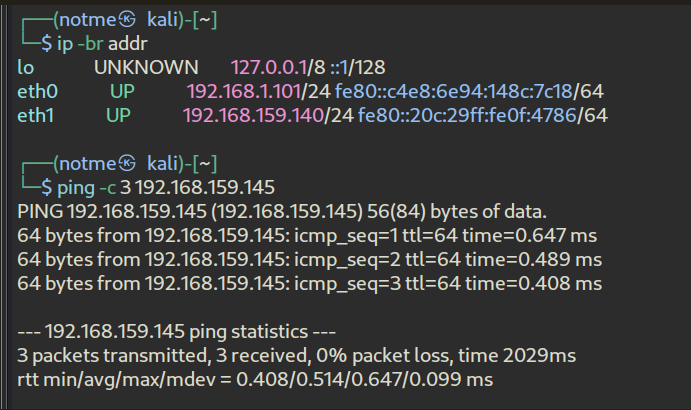 ┌──(notme㉿ kali)-[~]
└─$ ip -br addr
lo UNKNOWN 127.0.0.1/8 ::1/128
eth0 UP 192.168.1.101/24 fe80::c4e8:6e94:148c:7c18/64
eth1 UP 192.168.159.140/24 fe80::20c:29ff:fe0f:4786/64
┌──(notme㉿ kali)-[~]
└─$ ping -c 3 192.168.159.145
PING 192.168.159.145 (192.168.159.145) 56(84) bytes of data.
64 bytes from 192.168.159.145: icmp_seq=1 ttl=64 time=0.647 ms
64 bytes from 192.168.159.145: icmp_seq=2 ttl=64 time=0.489 ms
64 bytes from 192.168.159.145: icmp_seq=3 ttl=64 time=0.408 ms
--- 192.168.159.145 ping statistics ---
3 packets transmitted, 3 received, 0% packet loss, time 2029ms
rtt min/avg/max/mdev = 0.408/0.514/0.647/0.099 ms